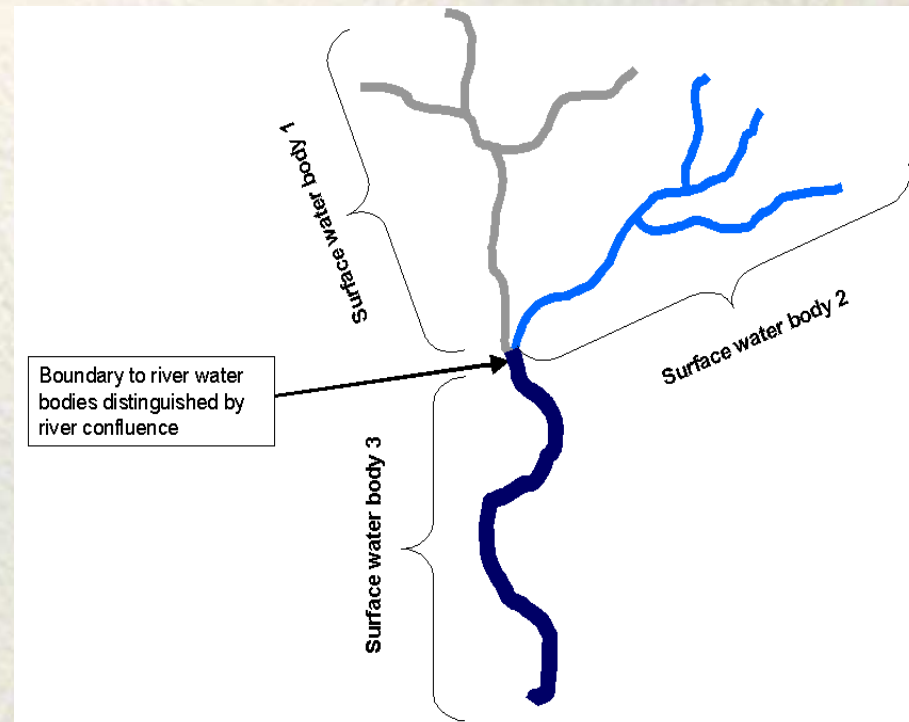 Surface water body 1
Surface water body 2
Boundary to river water
bodies distinguished by
river confluence
Surface water body 3